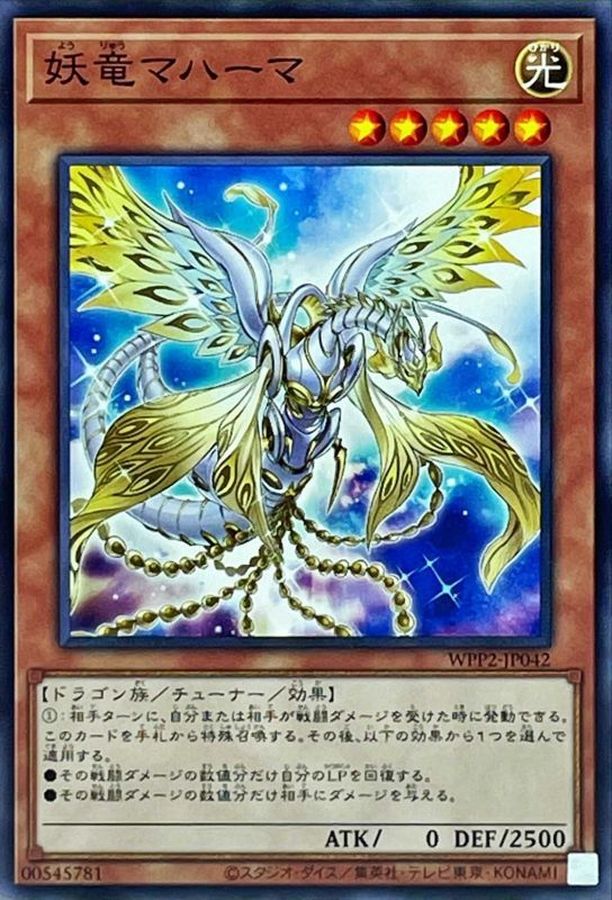 よう りゅう
妖竜マハーマ
ひかり
光
WPP2-JP042
【ドラゴン族／チューナー／効果】
①：相手ターンに、自分または相手が戦闘ダメージを受けた時に発動できる。
このカードを手札から特殊召喚する。その後、以下の効果から１つを選んで
適用する。
●その戦闘ダメージの数値分だけ自分のLPを回復する。
●その戦闘ダメージの数値分だけ相手にダメージを与える。
ATK/ 0 DEF/2500
00545781 ©スタジオ・ダイス／集英社・テレビ東京・KONAMI